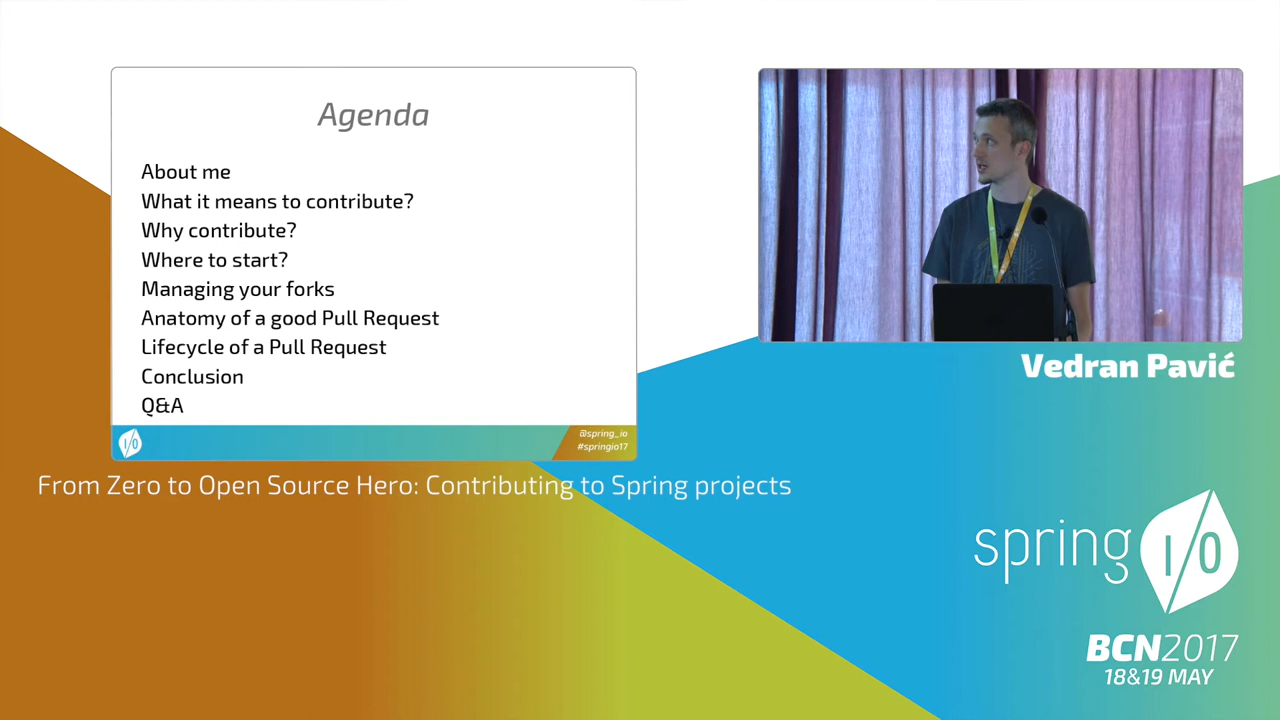 Agenda
About me
What it means to contribute?
Why contribute?
Where to start?
Managing your forks
Anatomy of a good Pull Request
Lifecycle of a Pull Request
Conclusion
Q&A
I/O
@spring_io
#springio17
Vedran Pavić
From Zero to Open Source Hero: Contributing to Spring projects
spring I/O
BCN2017
18&19 MAY